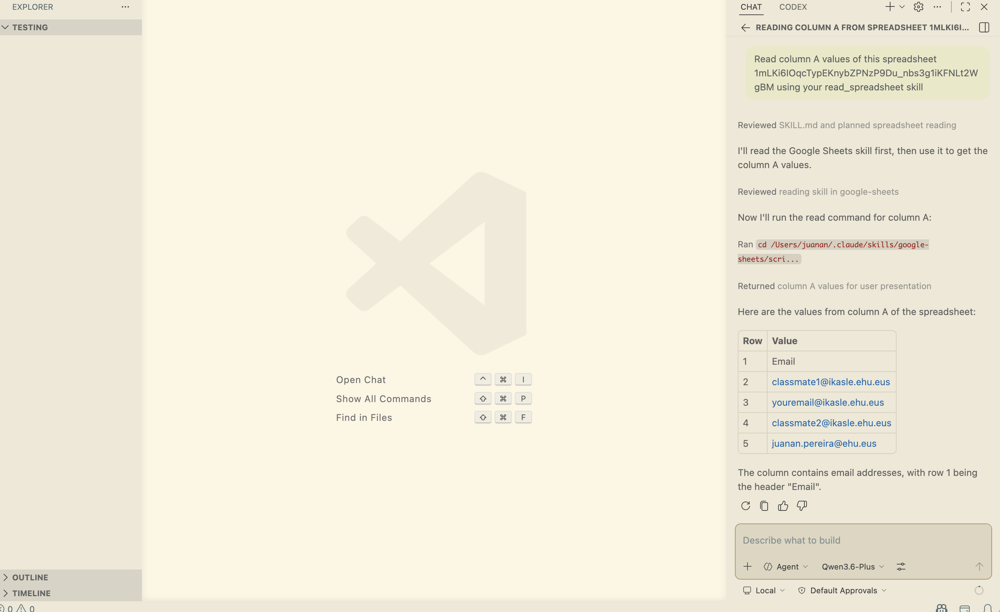 EXPLORER
TESTING
Open Chat ^ ⌘ I
Show All Commands ⇧ ⌘ P
Find in Files ⇧ ⌘ F
OUTLINE
TIMELINE
0 0
CHAT CODEX
READING COLUMN A FROM SPREADSHEET 1MLKI6I...
Read column A values of this spreadsheet
1mLKi6IOqcTypEKnybZPNzP9Du_nbs3g1iKFNLt2W
gBM using your read_spreadsheet skill
Reviewed SKILL.md and planned spreadsheet reading
I'll read the Google Sheets skill first, then use it to get the
column A values.
Reviewed reading skill in google-sheets
Now I'll run the read command for column A:
Ran cd /Users/juanan/.claude/skills/google-
sheets/scri...
Returned column A values for user presentation
Here are the values from column A of the spreadsheet:
Row Value
1 Email
2 classmate1@ikasle.ehu.eus
3 youremail@ikasle.ehu.eus
4 classmate2@ikasle.ehu.eus
5 juanan.pereira@ehu.eus
The column contains email addresses, with row 1 being
the header "Email".
Describe what to build
Agent Qwen3.6-Plus
Local Default Approvals